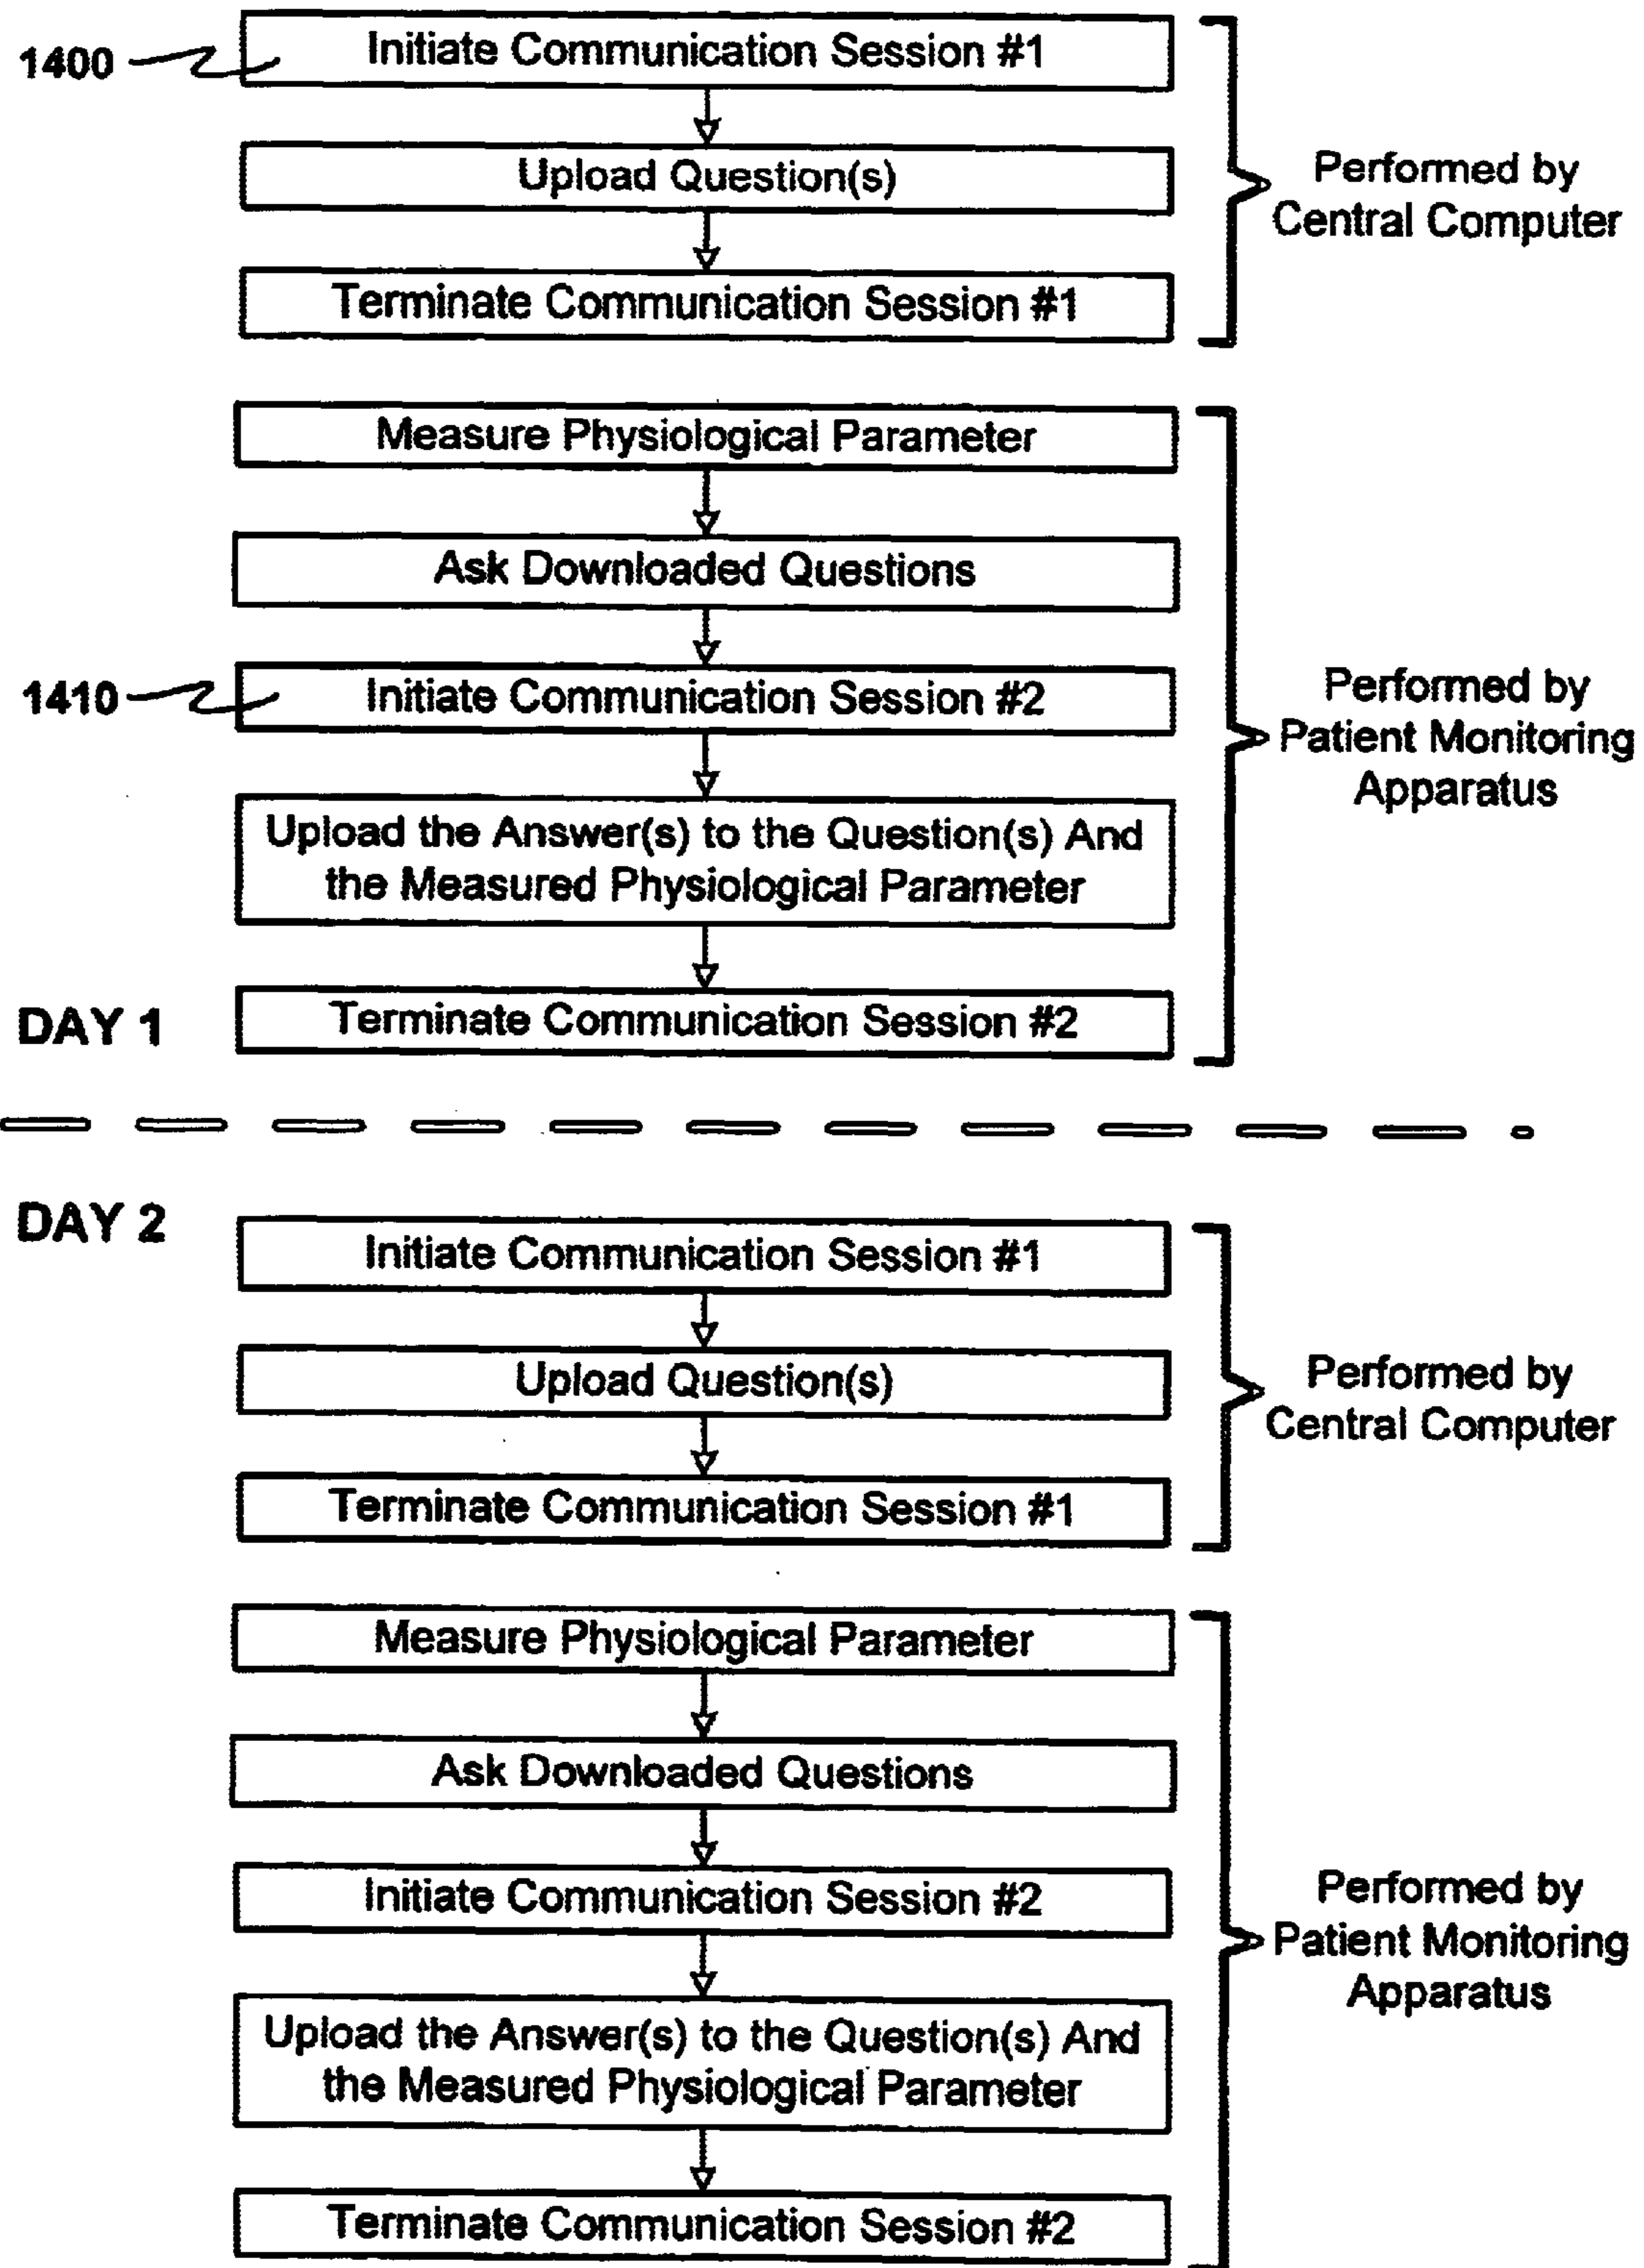 1400
Initiate Communication Session #1
Upload Question(s)
Terminate Communication Session #1
Performed by
Central Computer
Measure Physiological Parameter
Ask Downloaded Questions
1410
Initiate Communication Session #2
Upload the Answer(s) to the Question(s) And
the Measured Physiological Parameter
Terminate Communication Session #2
Performed by
Patient Monitoring
Apparatus
DAY 1
DAY 2
Initiate Communication Session #1
Upload Question(s)
Terminate Communication Session #1
Performed by
Central Computer
Measure Physiological Parameter
Ask Downloaded Questions
Initiate Communication Session #2
Upload the Answer(s) to the Question(s) And
the Measured Physiological Parameter
Terminate Communication Session #2
Performed by
Patient Monitoring
Apparatus